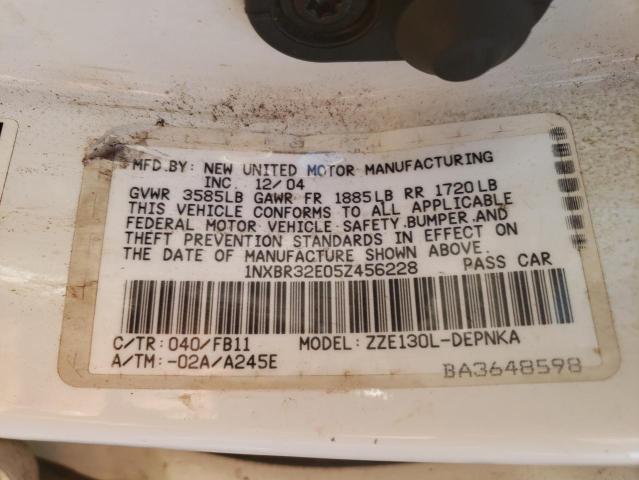 MFD.BY: NEW UNITED MOTOR MANUFACTURING
INC. 12/04
GVWR 3585LB GAWR FR 1885LB RR 1720LB
THIS VEHICLE CONFORMS TO ALL APPLICABLE
FEDERAL MOTOR VEHICLE SAFETY,BUMPER,AND
THEFT PREVENTION STANDARDS IN EFFECT ON
THE DATE OF MANUFACTURE SHOWN ABOVE.
1NXBR32E05Z456228 PASS CAR
C/TR: 040/FB11 MODEL: ZZE130L-DEPNKA
A/TM: -02A/A245E
BA3648598